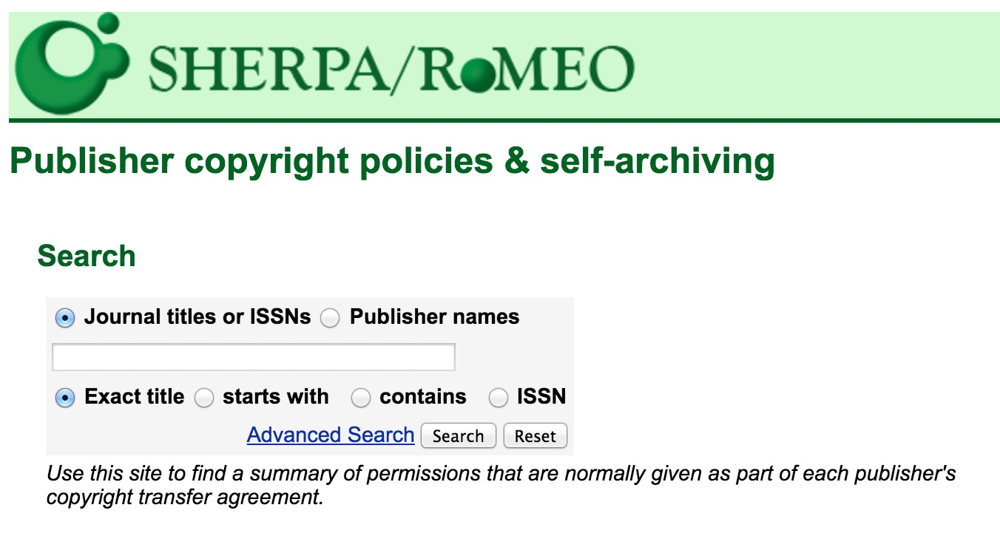 SHERPA/RoMEO
Publisher copyright policies & self-archiving
Search
Journal titles or ISSNs Publisher names
Exact title starts with contains ISSN
Advanced Search Search Reset
Use this site to find a summary of permissions that are normally given as part of each publisher's
copyright transfer agreement.